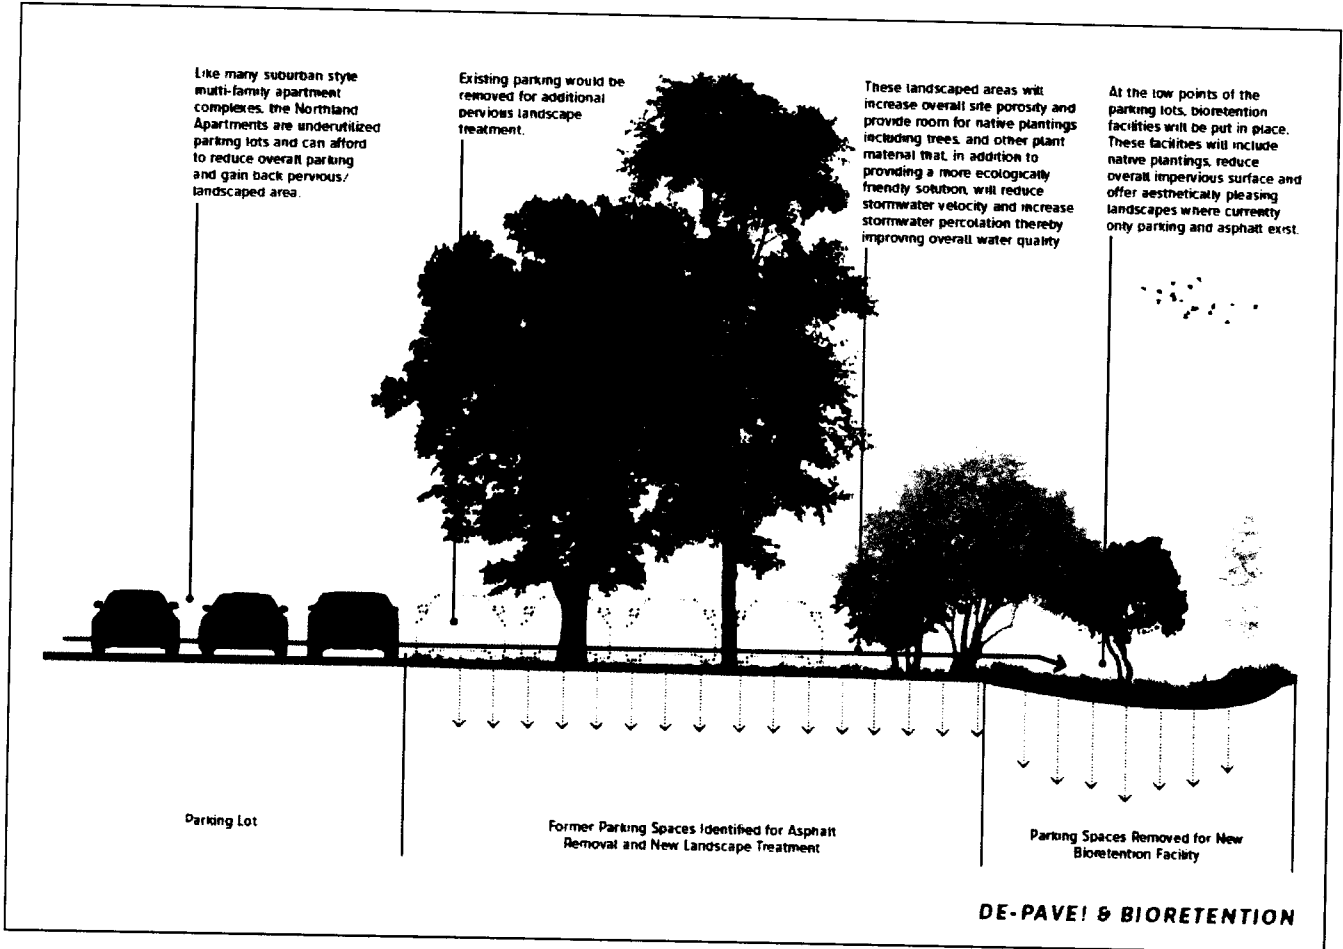 Like many suburban style
multi-family apartment
complexes, the Northland
Apartments are underutilized
parking lots and can afford
to reduce overall parking
and gain back pervious/
landscaped area.
Existing parking would be
removed for additional
pervious landscape
treatment.
These landscaped areas will
increase overall site porosity and
provide room for native plantings
including trees, and other plant
material that, in addition to
providing a more ecologically
friendly solution, will reduce
stormwater velocity and increase
stormwater percolation thereby
improving overall water quality
At the low points of the
parking lots, bioretention
facilities will be put in place.
These facilities will include
native plantings, reduce
overall impervious surface and
offer aesthetically pleasing
landscapes where currently
only parking and asphalt exist.
Parking Lot
Former Parking Spaces Identified for Asphalt
Removal and New Landscape Treatment
Parking Spaces Removed for New
Bioretention Facility
DE-PAVE! & BIORETENTION